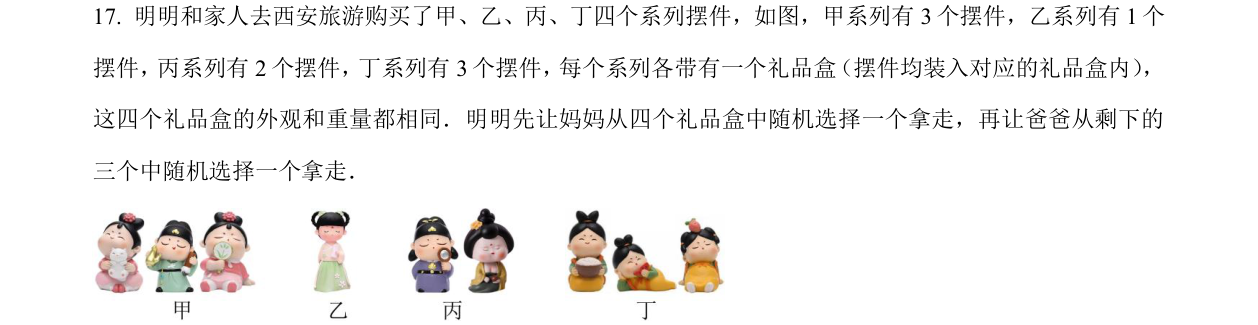 17. 明明和家人去西安旅游购买了甲、乙、丙、丁四个系列摆件，如图，甲系列有 3 个摆件，乙系列有 1 个
摆件，丙系列有 2 个摆件，丁系列有 3 个摆件，每个系列各带有一个礼品盒（摆件均装入对应的礼品盒内），
这四个礼品盒的外观和重量都相同．明明先让妈妈从四个礼品盒中随机选择一个拿走，再让爸爸从剩下的
三个中随机选择一个拿走．
甲 乙 丙 丁